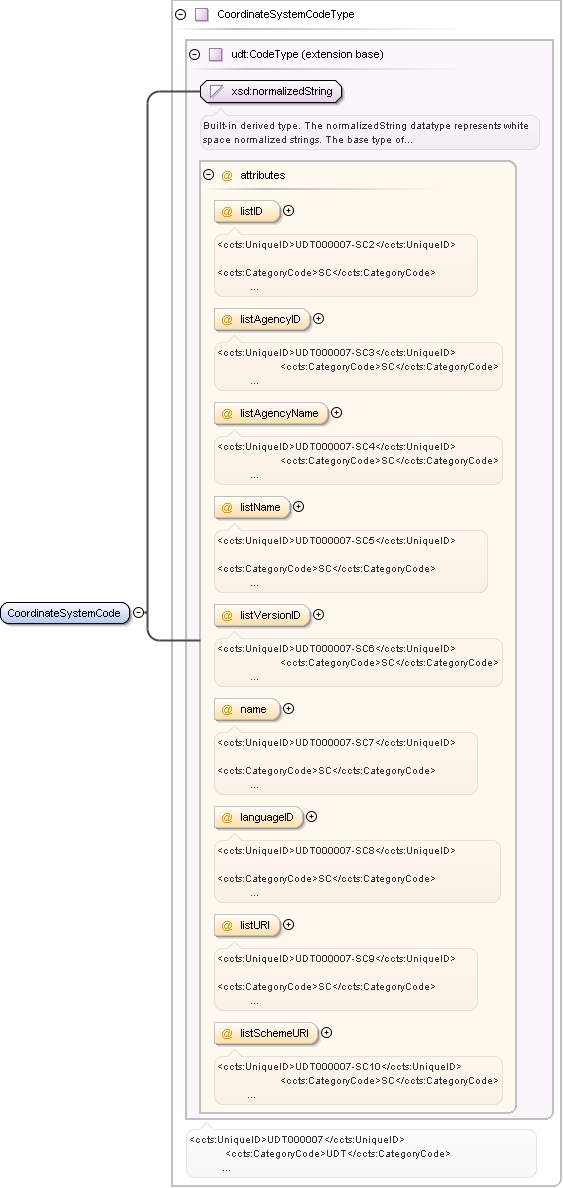 CoordinateSystemCodeType
udt:CodeType (extension base)
xsd:normalizedString
Built-in derived type. The normalizedString datatype represents white
space normalized strings. The base type of...
@ attributes
@ listID
<ccts:UniqueID>UDT000007-SC2</ccts:UniqueID>
<ccts:CategoryCode>SC</ccts:CategoryCode>
...
@ listAgencyID
<ccts:UniqueID>UDT000007-SC3</ccts:UniqueID>
<ccts:CategoryCode>SC</ccts:CategoryCode>
...
@ listAgencyName
<ccts:UniqueID>UDT000007-SC4</ccts:UniqueID>
<ccts:CategoryCode>SC</ccts:CategoryCode>
...
@ listName
<ccts:UniqueID>UDT000007-SC5</ccts:UniqueID>
<ccts:CategoryCode>SC</ccts:CategoryCode>
...
CoordinateSystemCode
@ listVersionID
<ccts:UniqueID>UDT000007-SC6</ccts:UniqueID>
<ccts:CategoryCode>SC</ccts:CategoryCode>
...
@ name
<ccts:UniqueID>UDT000007-SC7</ccts:UniqueID>
<ccts:CategoryCode>SC</ccts:CategoryCode>
...
@ languageID
<ccts:UniqueID>UDT000007-SC8</ccts:UniqueID>
<ccts:CategoryCode>SC</ccts:CategoryCode>
...
@ listURI
<ccts:UniqueID>UDT000007-SC9</ccts:UniqueID>
<ccts:CategoryCode>SC</ccts:CategoryCode>
...
@ listSchemeURI
<ccts:UniqueID>UDT000007-SC10</ccts:UniqueID>
<ccts:CategoryCode>SC</ccts:CategoryCode>
...
<ccts:UniqueID>UDT000007</ccts:UniqueID>
<ccts:CategoryCode>UDT</ccts:CategoryCode>
...